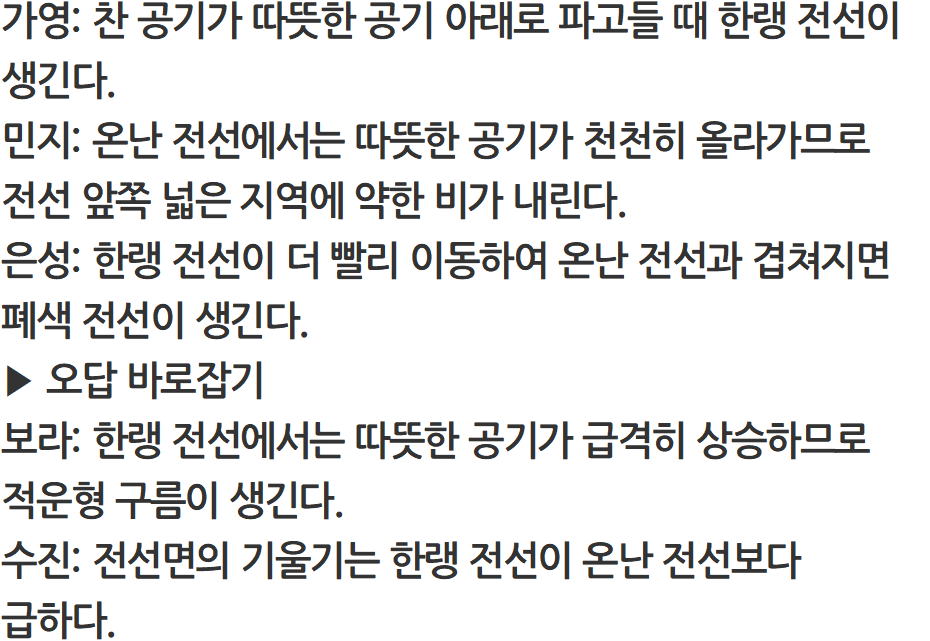 가영: 찬 공기가 따뜻한 공기 아래로 파고들 때 한랭 전선이
생긴다.
민지: 온난 전선에서는 따뜻한 공기가 천천히 올라가므로
전선 앞쪽 넓은 지역에 약한 비가 내린다.
은성: 한랭 전선이 더 빨리 이동하여 온난 전선과 겹쳐지면
폐색 전선이 생긴다.
▶ 오답 바로잡기
보라: 한랭 전선에서는 따뜻한 공기가 급격히 상승하므로
적운형 구름이 생긴다.
수진: 전선면의 기울기는 한랭 전선이 온난 전선보다
급하다.